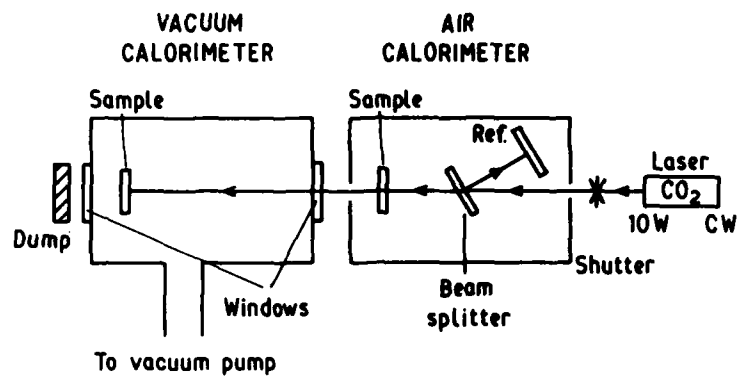 VACUUM
CALORIMETER
AIR
CALORIMETER
Sample
Sample
Ref.
Laser
CO₂
10W CW
Dump
Shutter
Windows
Beam
splitter
To vacuum pump